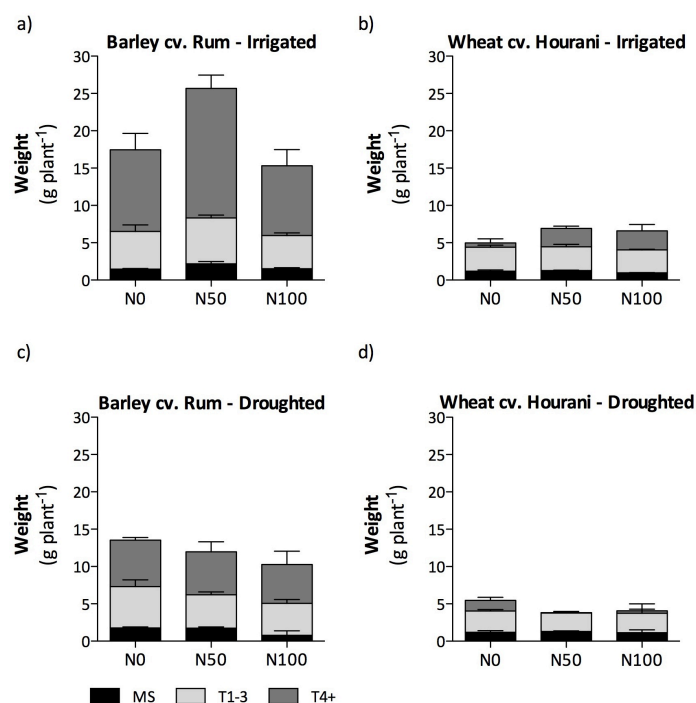 a)
Barley cv. Rum - Irrigated
30
25
20
15
10
5
0
Weight
(g plant⁻¹)
N0 N50 N100
b)
Wheat cv. Hourani - Irrigated
30
25
20
15
10
5
0
Weight
(g plant⁻¹)
N0 N50 N100
c)
Barley cv. Rum - Droughted
30
25
20
15
10
5
0
Weight
(g plant⁻¹)
N0 N50 N100
d)
Wheat cv. Hourani - Droughted
30
25
20
15
10
5
0
Weight
(g plant⁻¹)
N0 N50 N100
MS T1-3 T4+